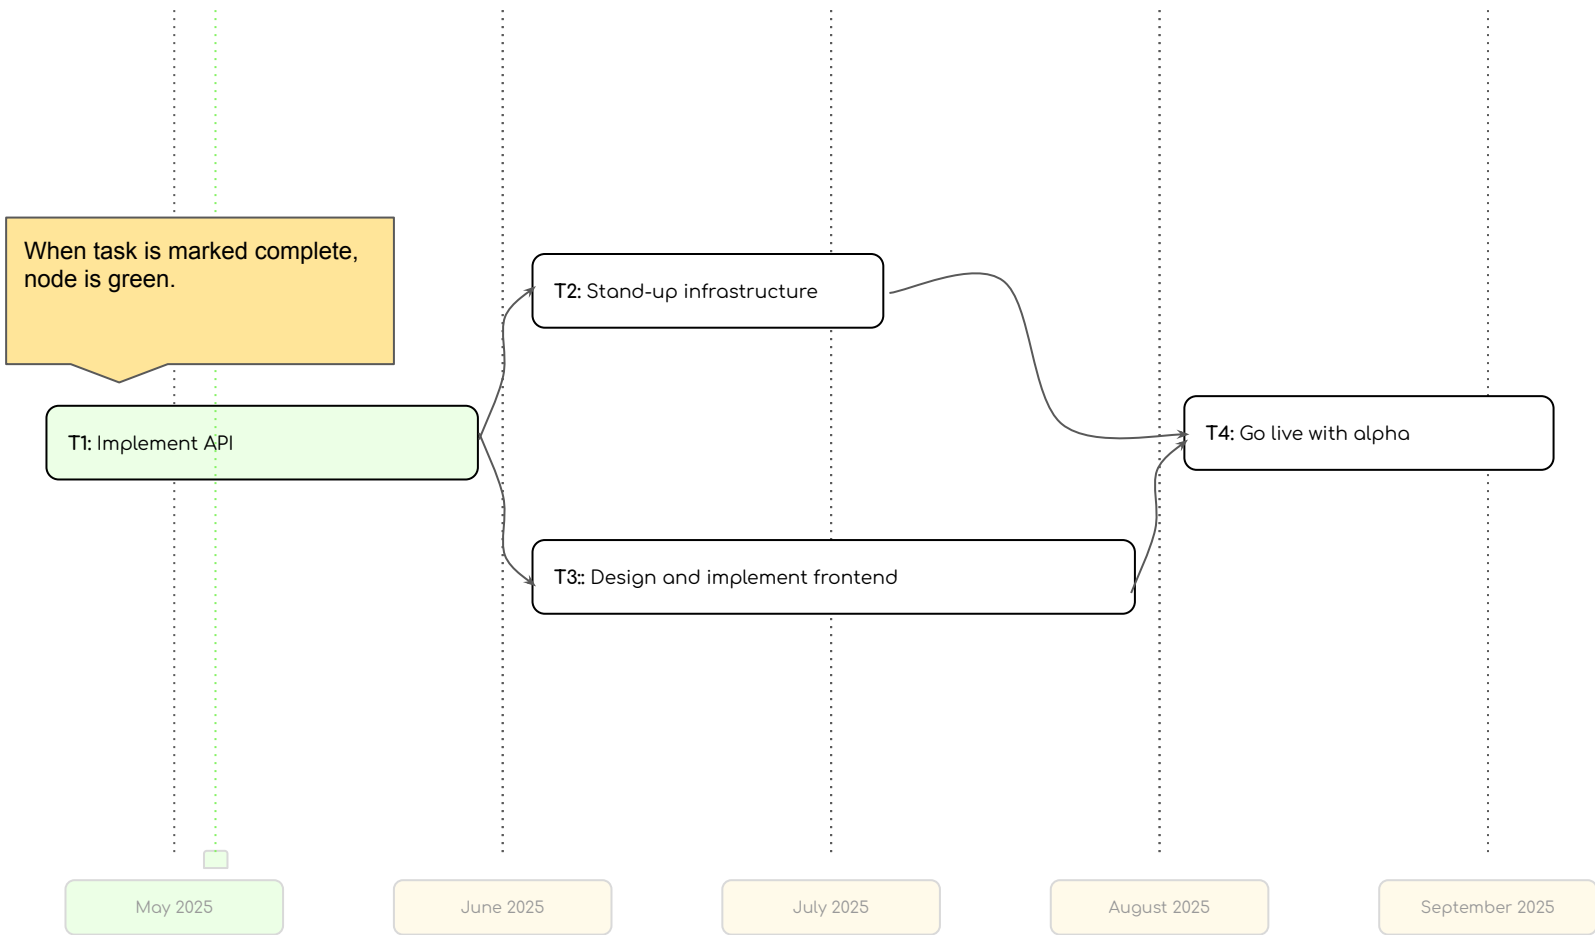 When task is marked complete,
node is green.
T2: Stand-up infrastructure
T1: Implement API
T4: Go live with alpha
T3:: Design and implement frontend
May 2025
June 2025
July 2025
August 2025
September 2025